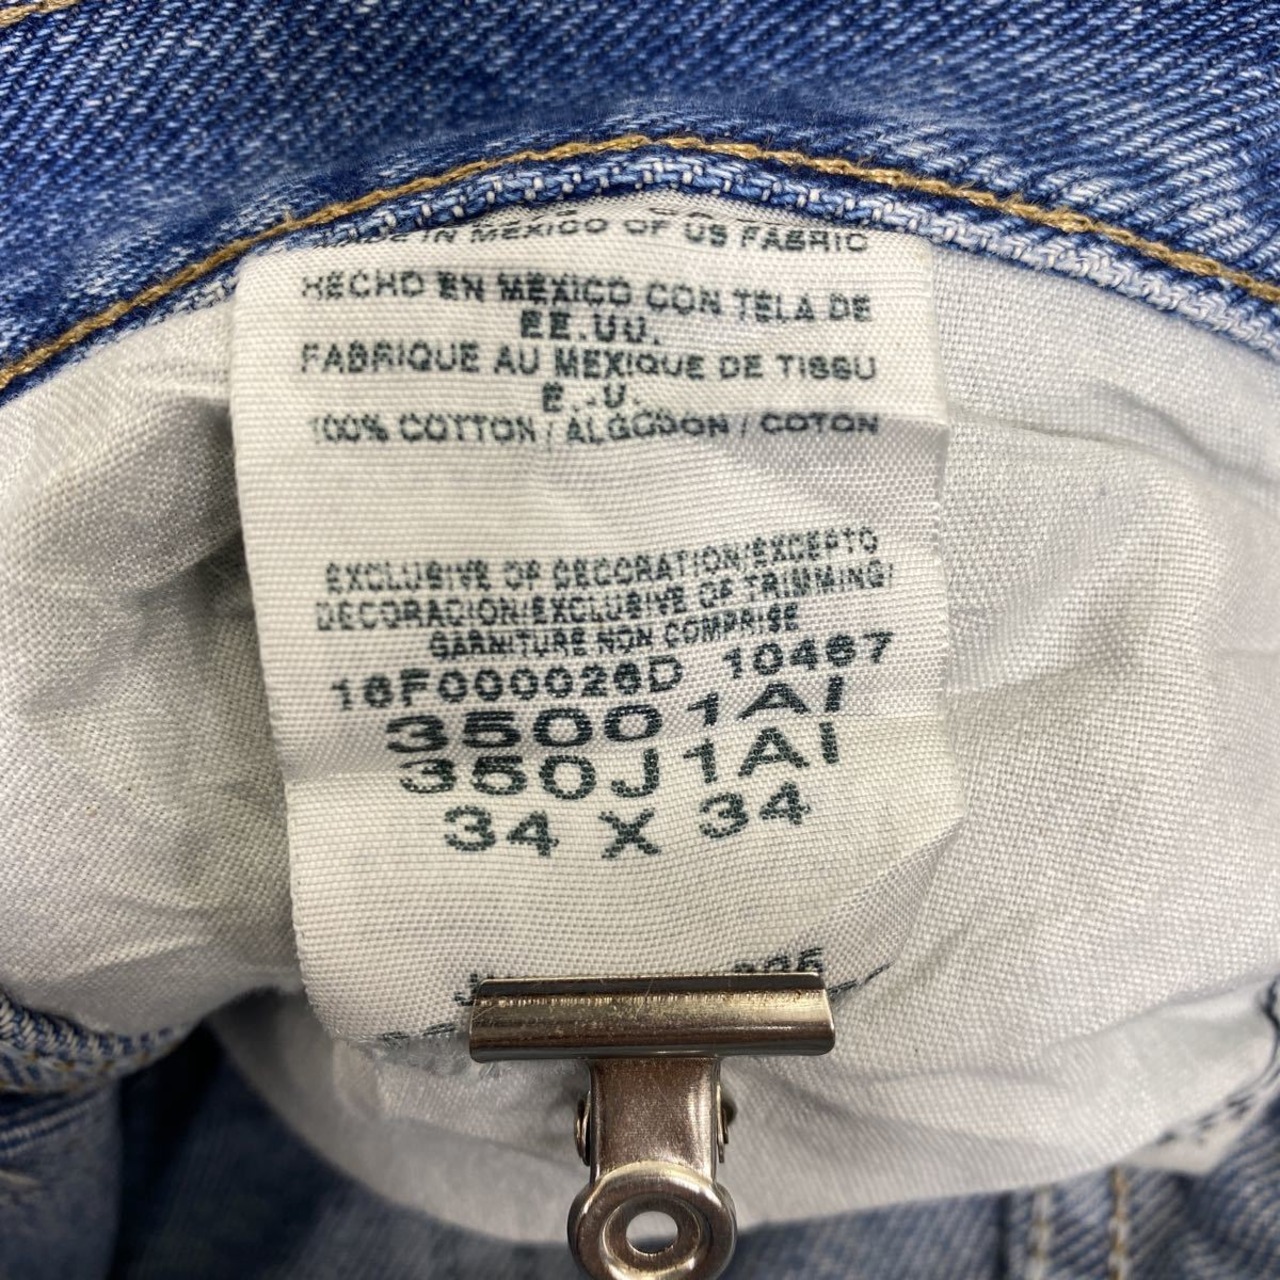 MADE IN MEXICO OF US FABRIC
HECHO EN MEXICO CON TELA DE
EE.UU.
FABRIQUE AU MEXIQUE DE TISSU
E.-U.
100% COTTON / ALGODON / COTON
EXCLUSIVE OF DECORATION/EXCEPTO
DECORACION/EXCLUSIVE OF TRIMMING/
GARNITURE NON COMPRISE
16F000026D 10467
35001AI
350J1AI
34 X 34